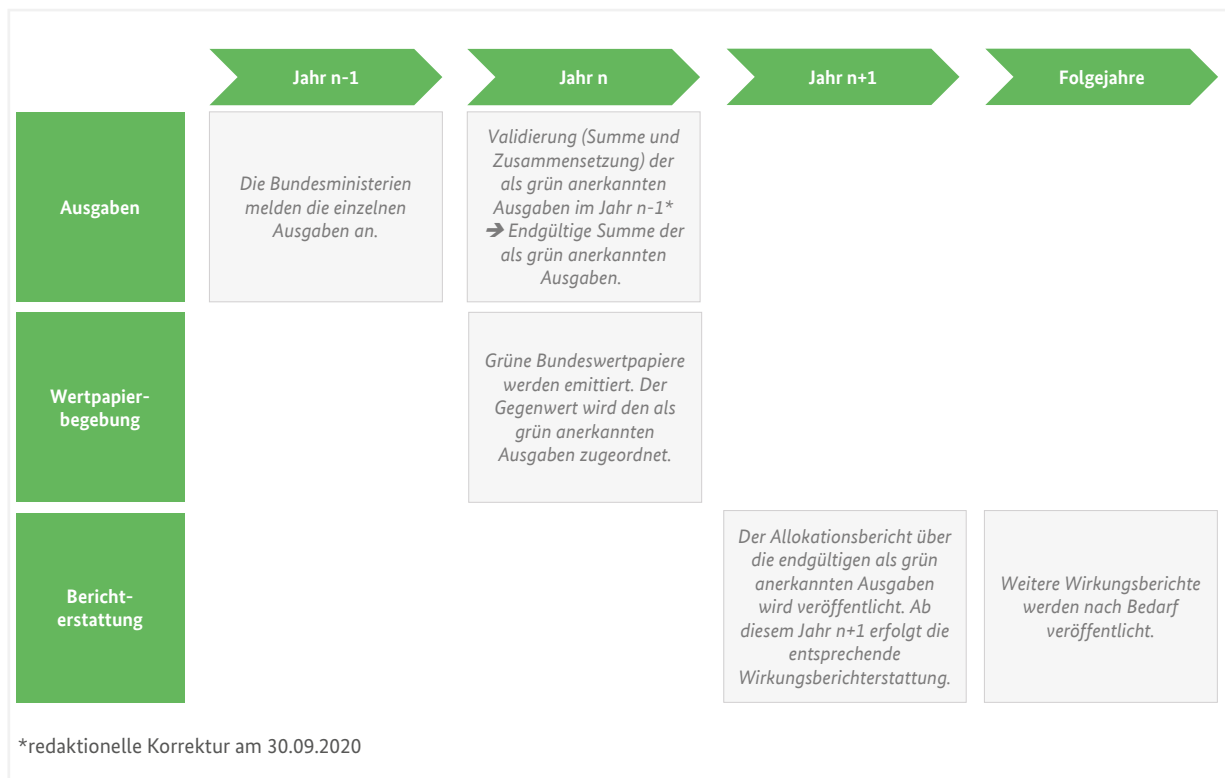 Jahr n-1
Jahr n
Jahr n+1
Folgejahre
Ausgaben
Die Bundesministerien
melden die einzelnen
Ausgaben an.
Validierung (Summe und
Zusammensetzung) der
als grün anerkannten
Ausgaben im Jahr n-1*
➔ Endgültige Summe der
als grün anerkannten
Ausgaben.
Wertpapier-
begebung
Grüne Bundeswertpapiere
werden emittiert. Der
Gegenwert wird den als
grün anerkannten
Ausgaben zugeordnet.
Bericht-
erstattung
Der Allokationsbericht über
die endgültigen als grün
anerkannten Ausgaben
wird veröffentlicht. Ab
diesem Jahr n+1 erfolgt die
entsprechende
Wirkungsberichterstattung.
Weitere Wirkungsberichte
werden nach Bedarf
veröffentlicht.
*redaktionelle Korrektur am 30.09.2020